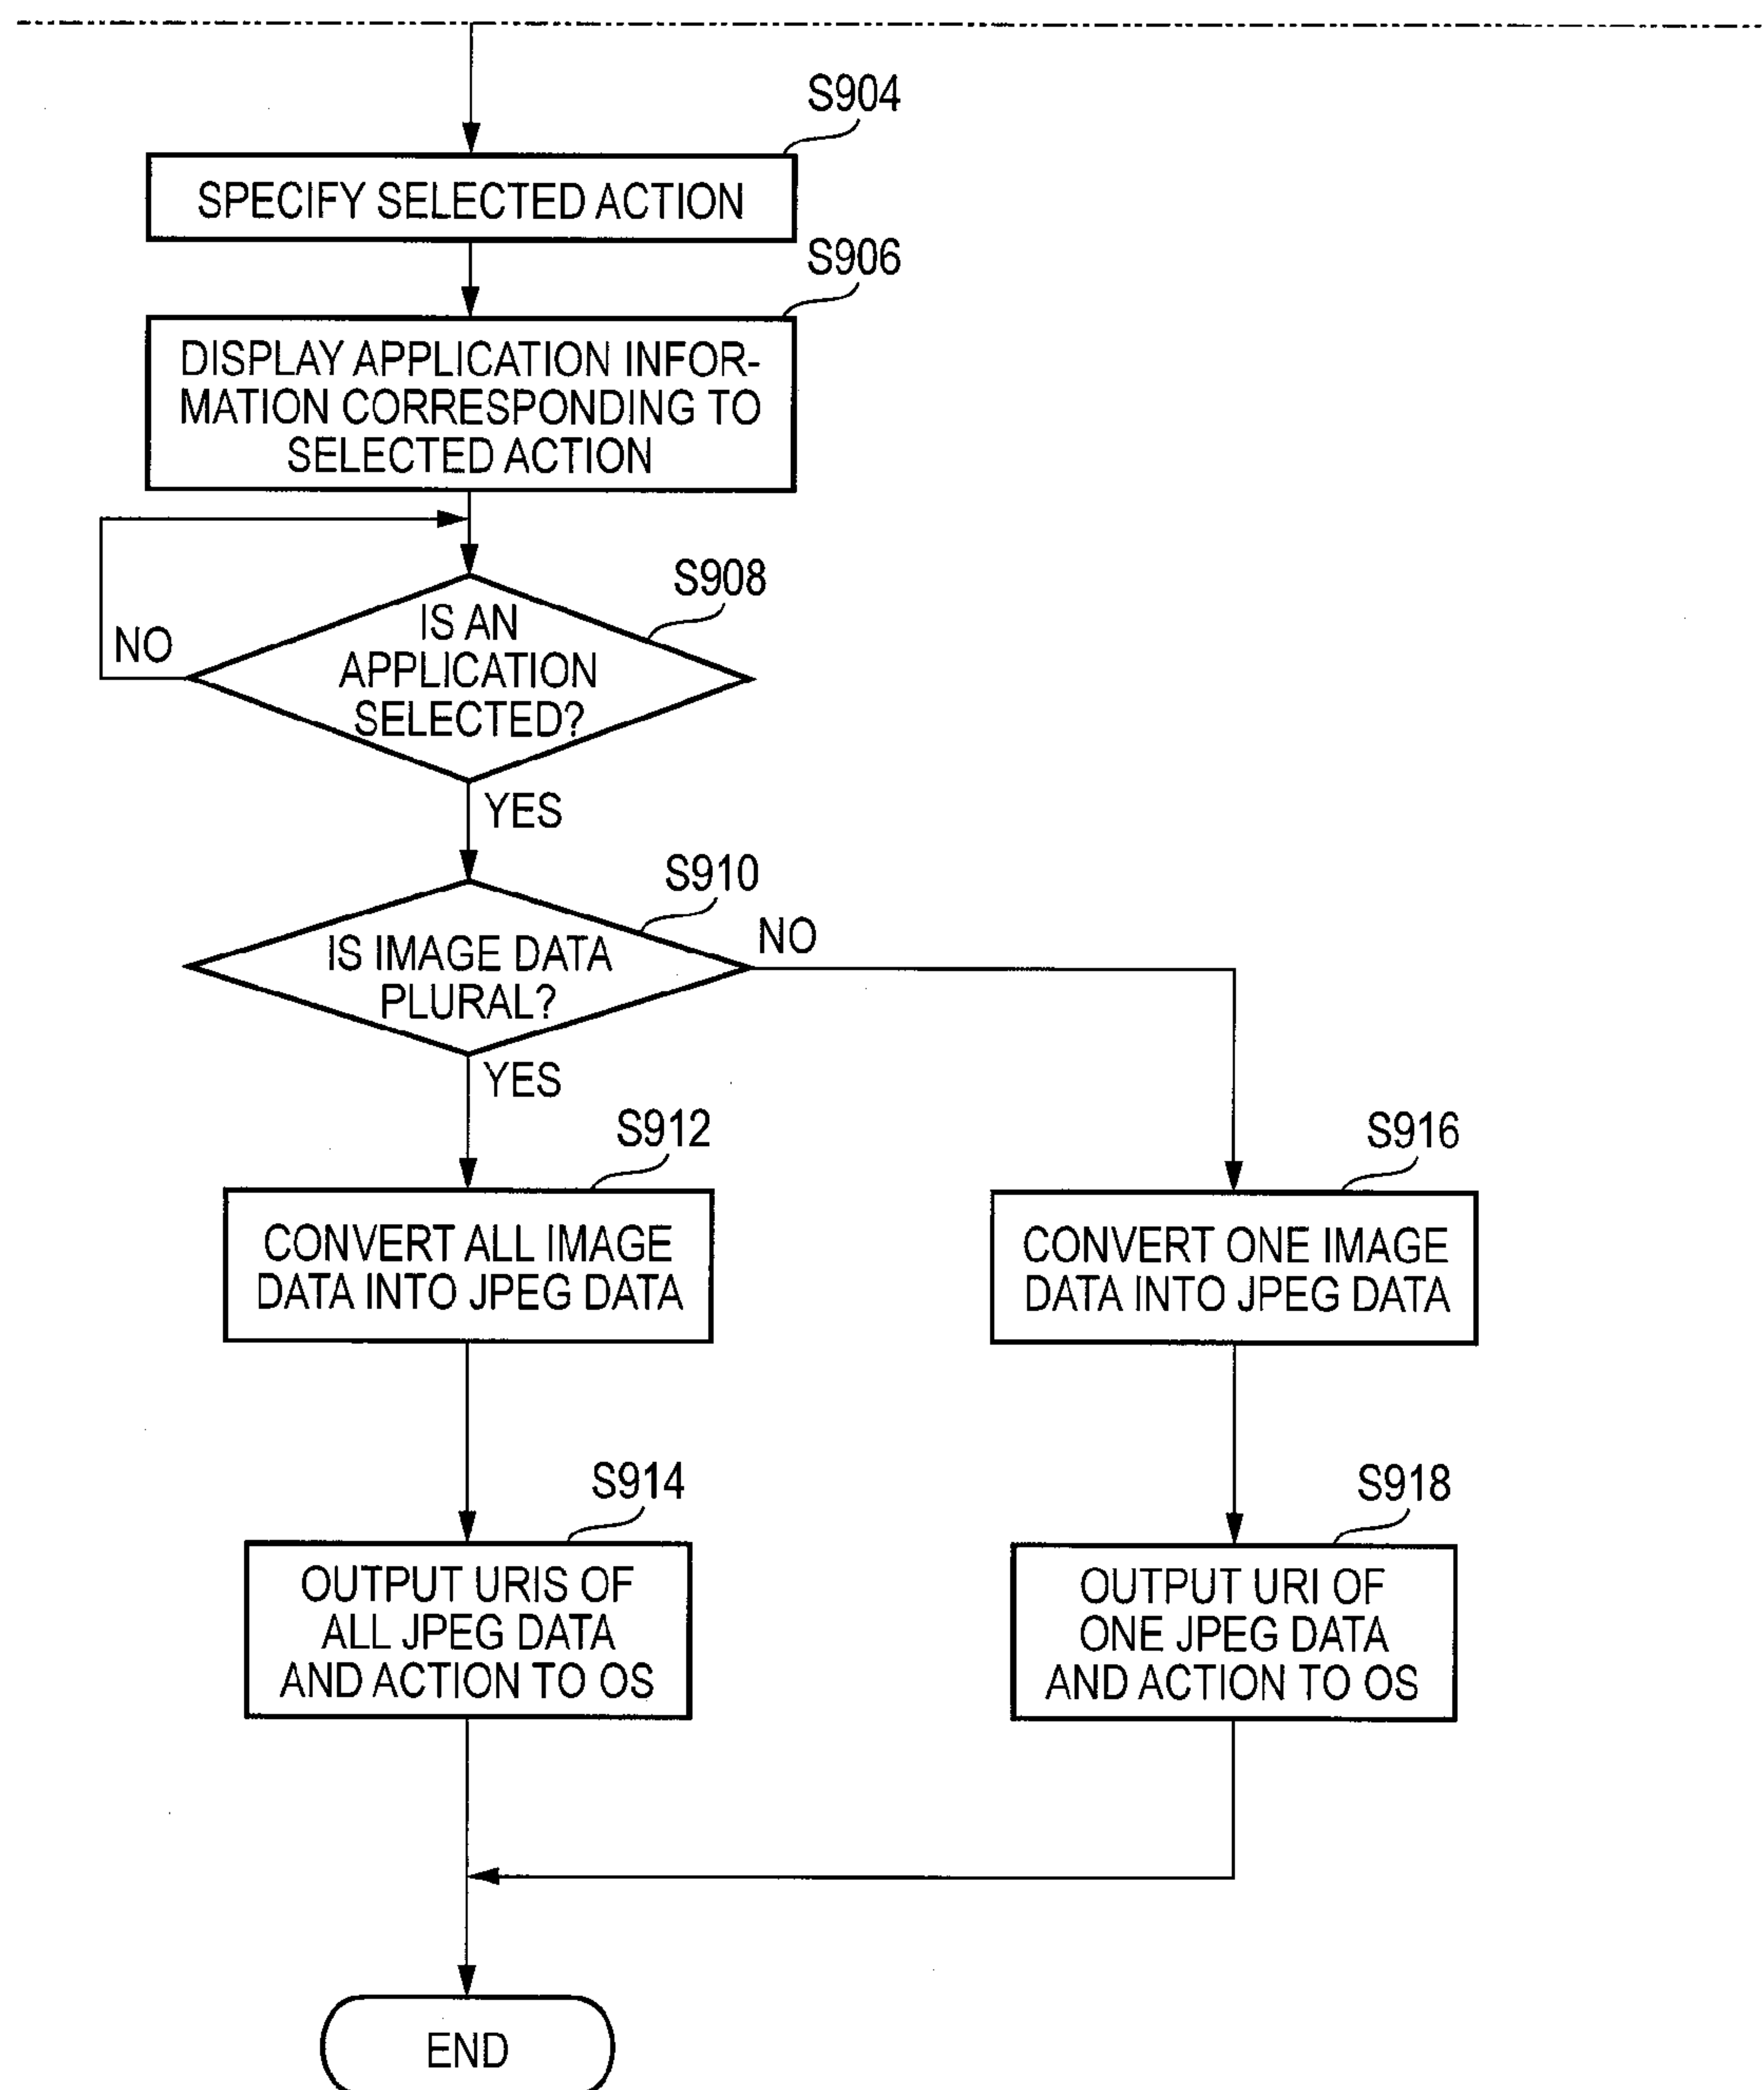 S904
SPECIFY SELECTED ACTION
S906
DISPLAY APPLICATION INFOR-
MATION CORRESPONDING TO
SELECTED ACTION
S908
IS AN
APPLICATION
SELECTED?
NO
YES
S910
IS IMAGE DATA
PLURAL?
NO
YES
S912
CONVERT ALL IMAGE
DATA INTO JPEG DATA
S916
CONVERT ONE IMAGE
DATA INTO JPEG DATA
S914
OUTPUT URIS OF
ALL JPEG DATA
AND ACTION TO OS
S918
OUTPUT URI OF
ONE JPEG DATA
AND ACTION TO OS
END